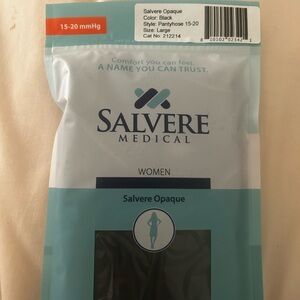 15-20 mmHg
Salvere Opaque
Color: Black
Style: Pantyhose 15-20
Size: Large
Cat No: 212214
Comfort you can feel.
A NAME YOU CAN TRUST.
SALVERE
MEDICAL
WOMEN
Salvere Opaque